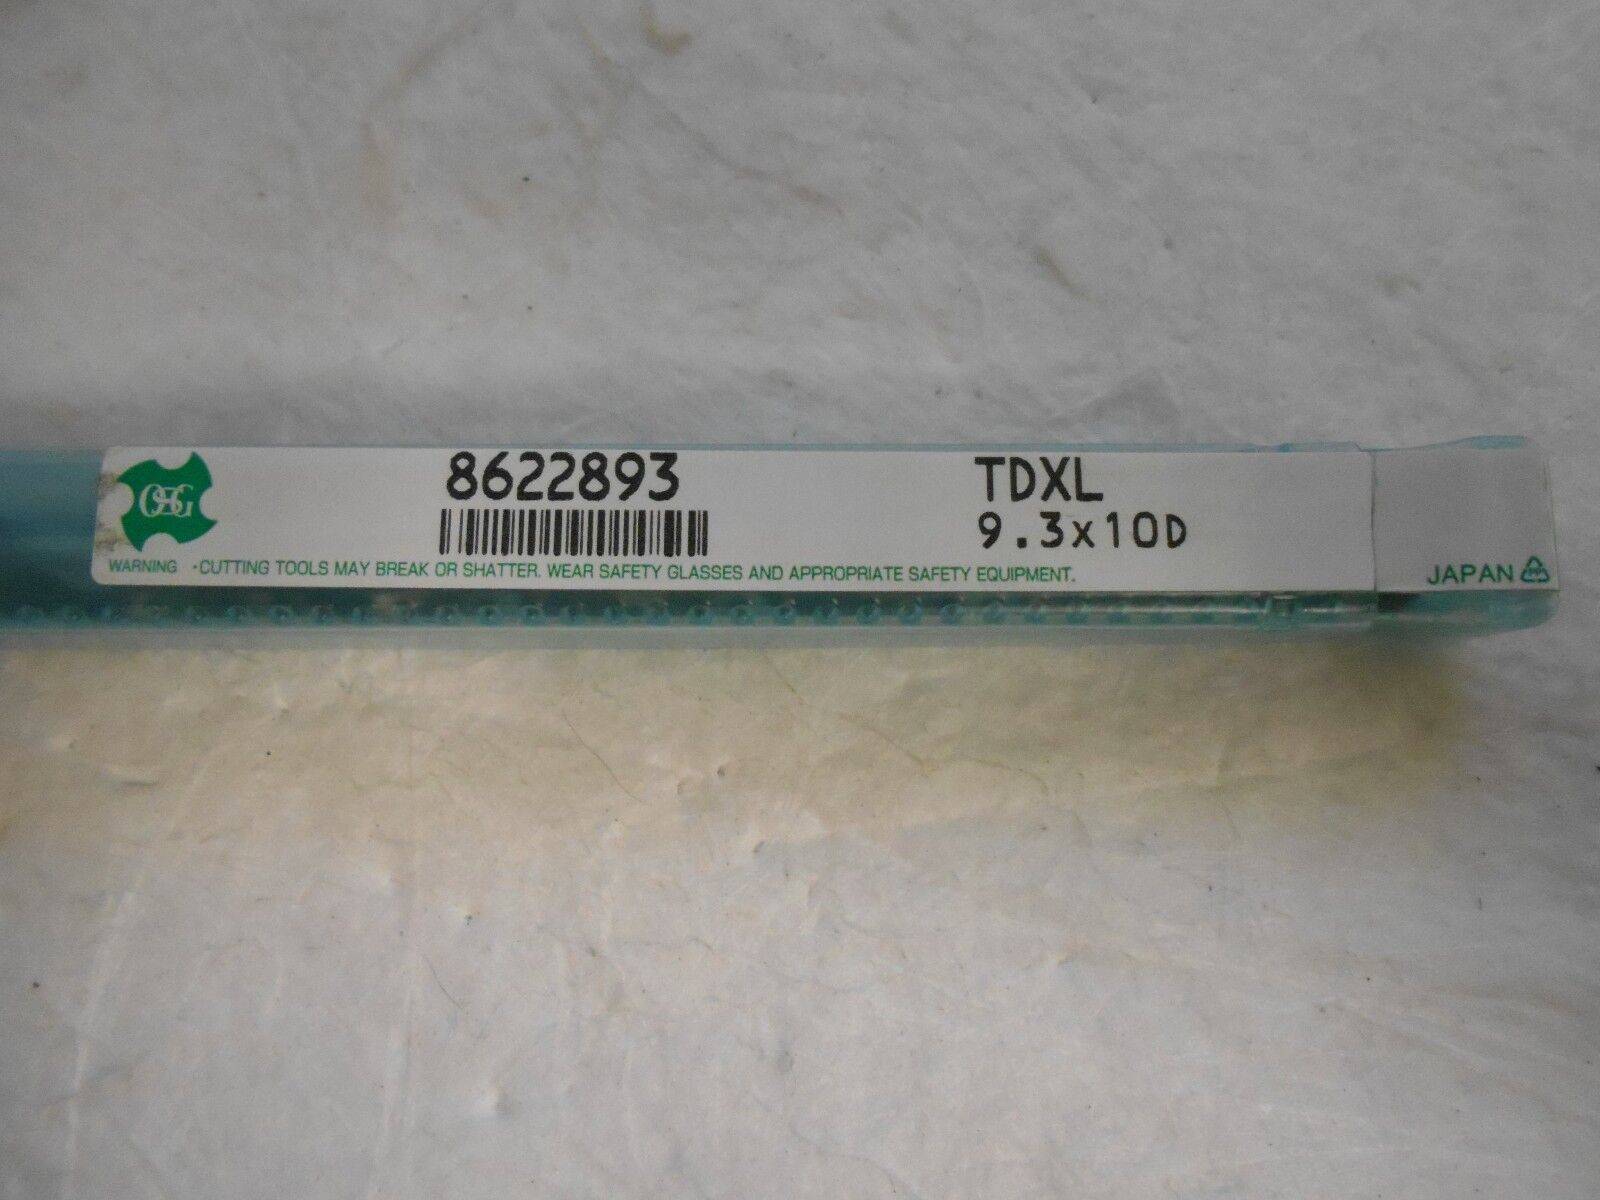 OSG
8622893
TDXL
9.3x10D
WARNING ・CUTTING TOOLS MAY BREAK OR SHATTER. WEAR SAFETY GLASSES AND APPROPRIATE SAFETY EQUIPMENT.
JAPAN